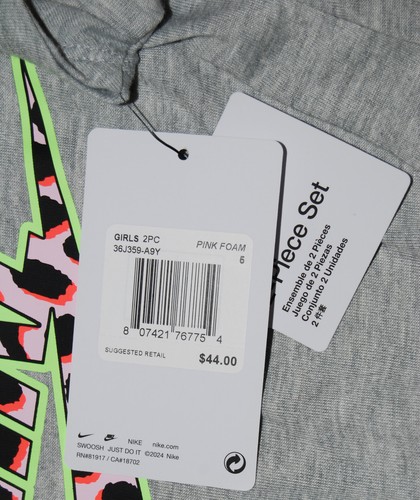 GIRLS 2PC
36J359-A9Y
PINK FOAM
6
8 07421 76775 4
SUGGESTED RETAIL
$44.00
NIKE nike.com
SWOOSH JUST DO IT ©2024 Nike
RN#81917 / CA#18702
Piece Set
Ensemble de 2 Pièces
Juego de 2 Piezas
Conjunto 2 Unidades
2 件套